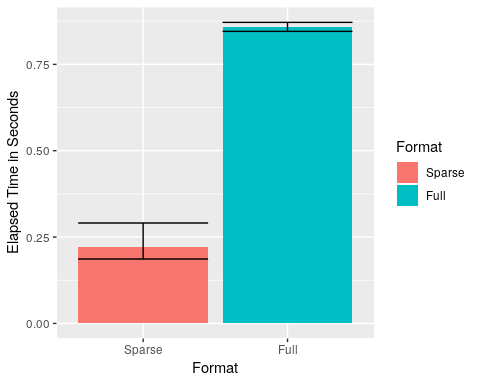 Elapsed Time in Seconds
0.75
0.50
0.25
0.00
Sparse
Full
Format
Format
Sparse
Full